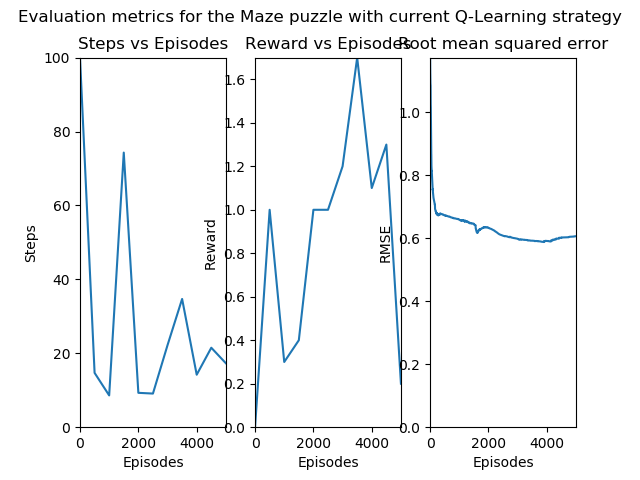 Evaluation metrics for the Maze puzzle with current Q-Learning strategy
Steps vs Episodes
Reward vs Episodes
Root mean squared error
100
80
60
40
20
0
Steps
0 2000 4000
Episodes
1.6
1.4
1.2
1.0
0.8
0.6
0.4
0.2
0.0
Reward
0 2000 4000
Episodes
1.0
0.8
0.6
0.4
0.2
0.0
RMSE
0 2000 4000
Episodes